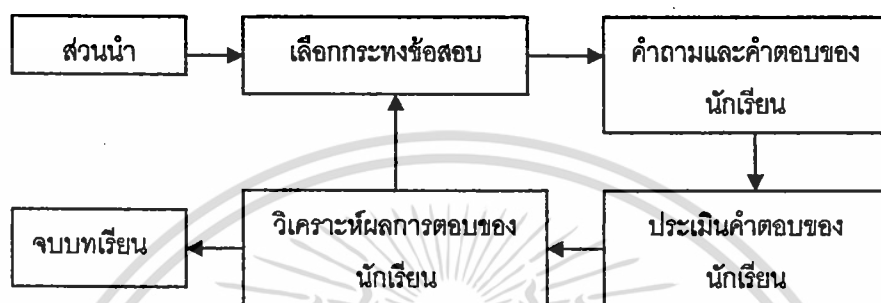 ส่วนนำ
เลือกกระทงข้อสอบ
คำถามและคำตอบของ
นักเรียน
จบบทเรียน
วิเคราะห์ผลการตอบของ
นักเรียน
ประเมินคำตอบของ
นักเรียน